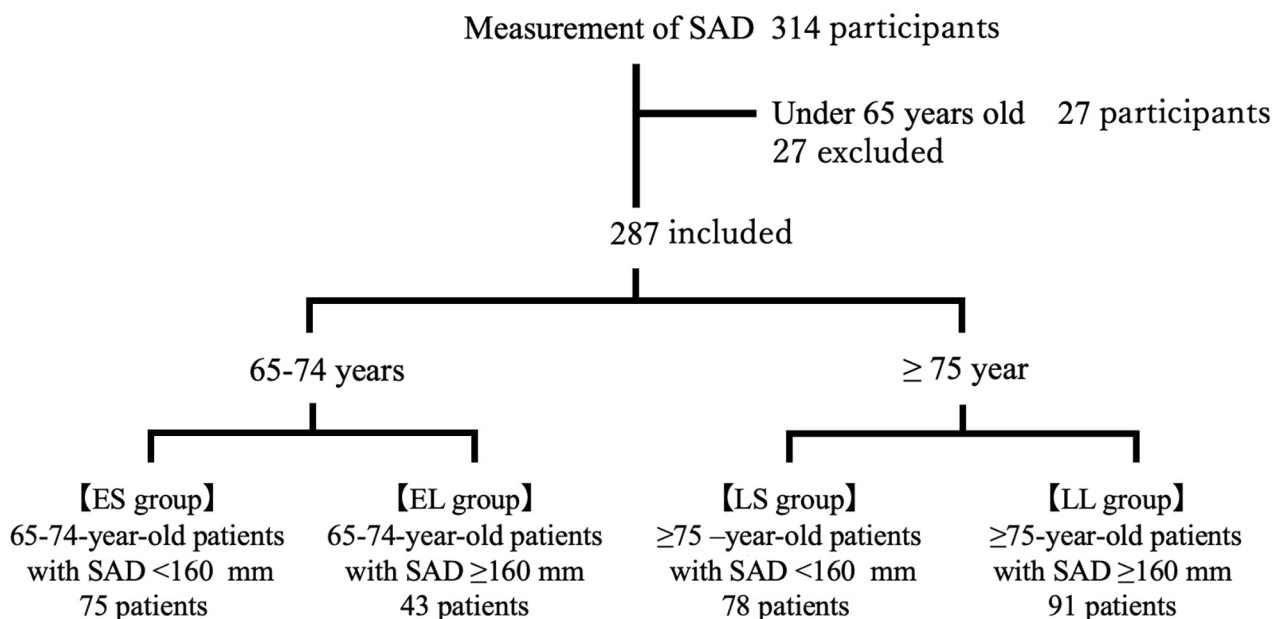 Measurement of SAD 314 participants
Under 65 years old 27 participants
27 excluded
287 included
65-74 years
≥ 75 year
【ES group】
65-74-year-old patients
with SAD <160 mm
75 patients
【EL group】
65-74-year-old patients
with SAD ≥160 mm
43 patients
【LS group】
≥75 –year-old patients
with SAD <160 mm
78 patients
【LL group】
≥75-year-old patients
with SAD ≥160 mm
91 patients